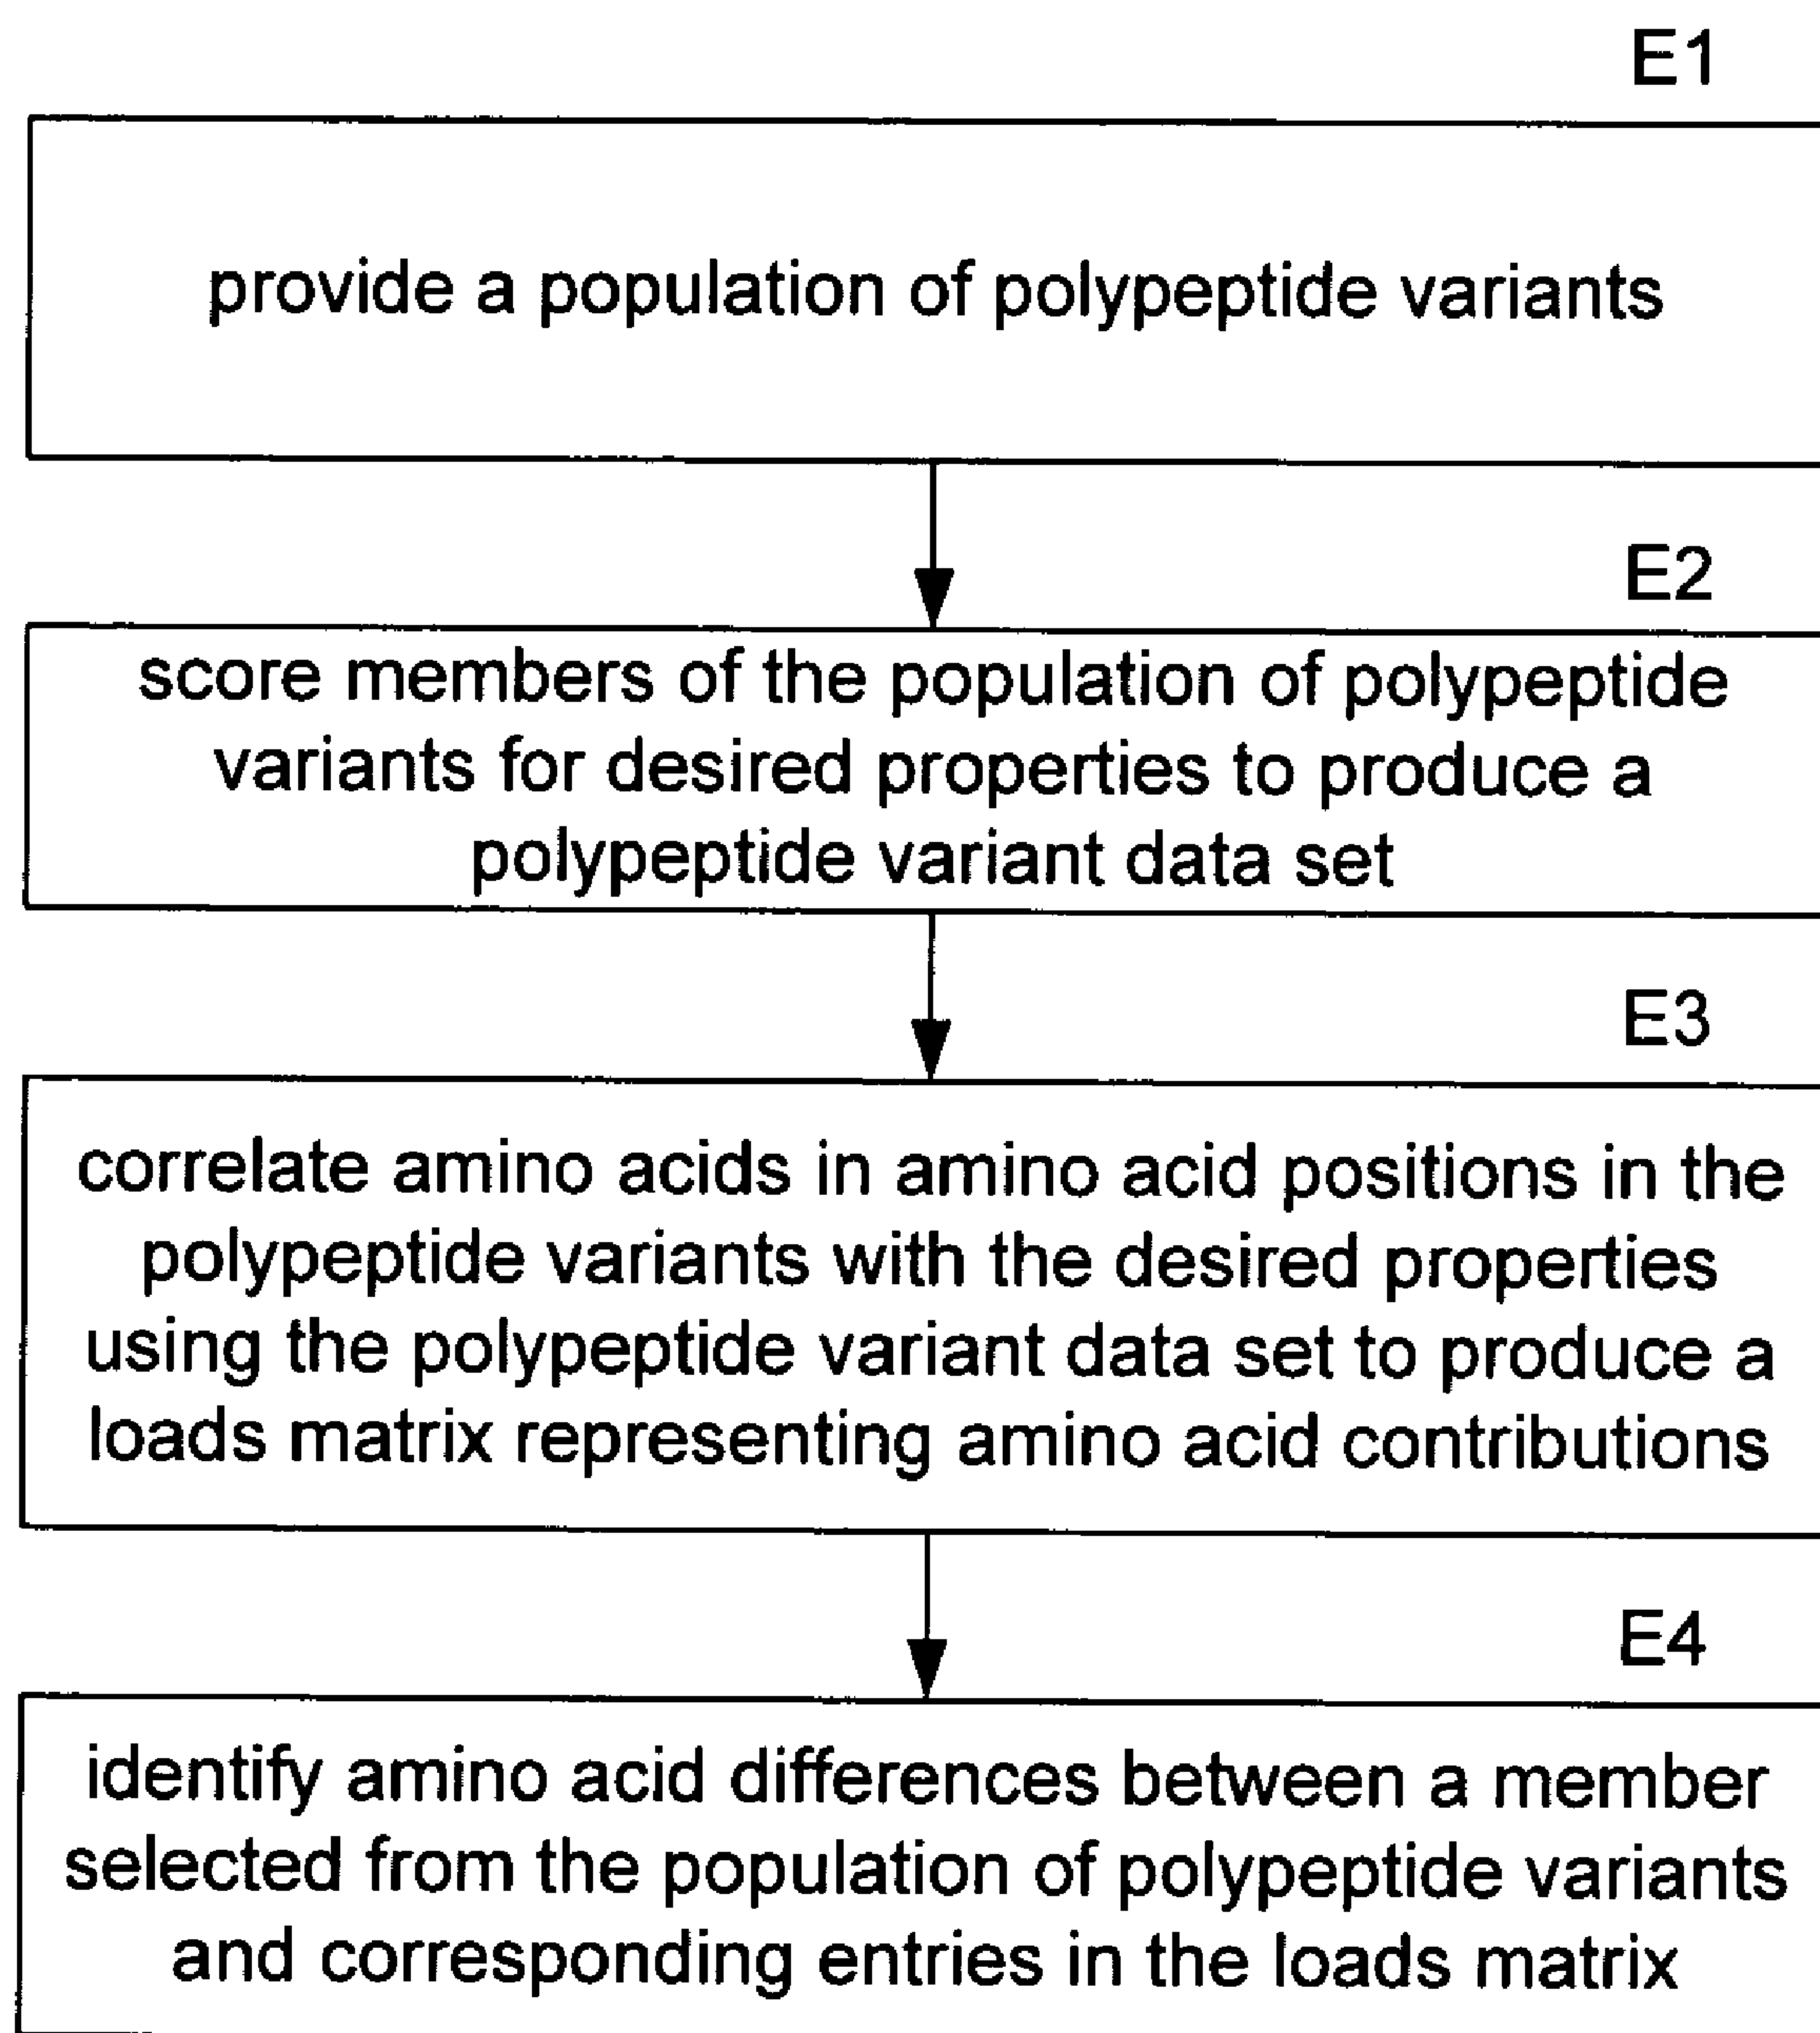 E1
provide a population of polypeptide variants
E2
score members of the population of polypeptide
variants for desired properties to produce a
polypeptide variant data set
E3
correlate amino acids in amino acid positions in the
polypeptide variants with the desired properties
using the polypeptide variant data set to produce a
loads matrix representing amino acid contributions
E4
identify amino acid differences between a member
selected from the population of polypeptide variants
and corresponding entries in the loads matrix